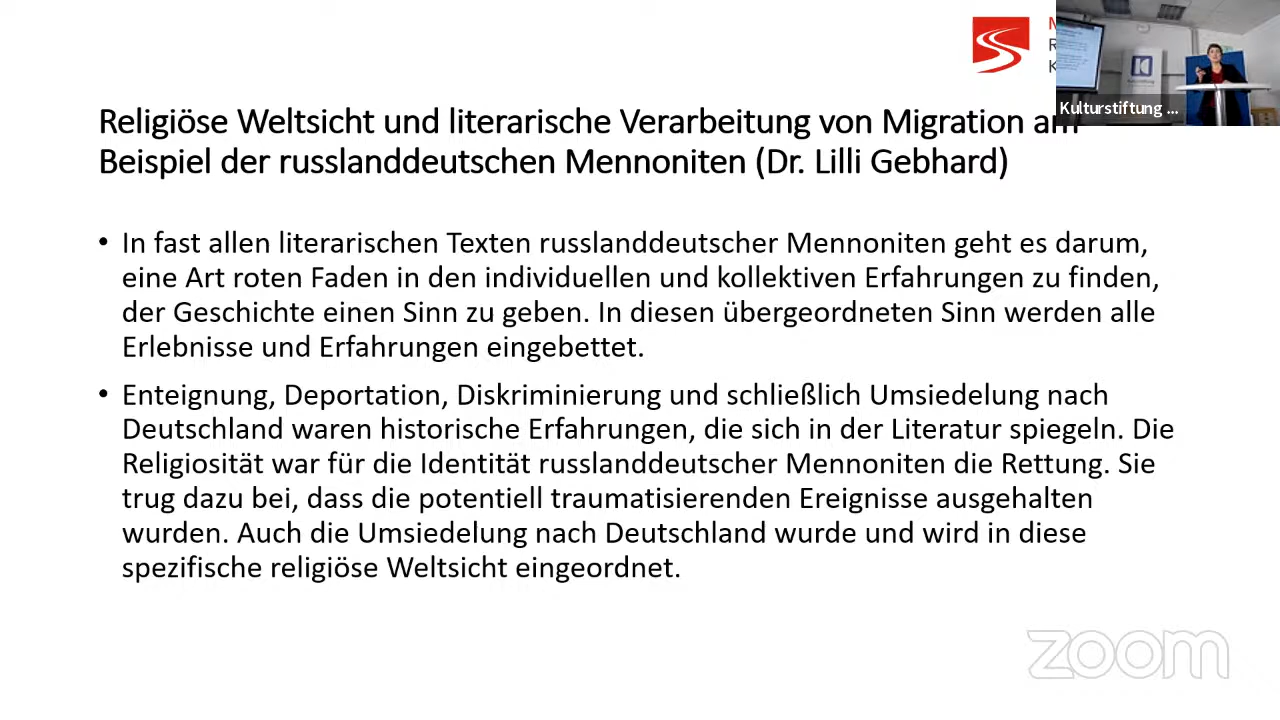 Religiöse Weltsicht und literarische Verarbeitung von Migration am
Beispiel der russlanddeutschen Mennoniten (Dr. Lilli Gebhard)
• In fast allen literarischen Texten russlanddeutscher Mennoniten geht es darum,
eine Art roten Faden in den individuellen und kollektiven Erfahrungen zu finden,
der Geschichte einen Sinn zu geben. In diesen übergeordneten Sinn werden alle
Erlebnisse und Erfahrungen eingebettet.
• Enteignung, Deportation, Diskriminierung und schließlich Umsiedelung nach
Deutschland waren historische Erfahrungen, die sich in der Literatur spiegeln. Die
Religiosität war für die Identität russlanddeutscher Mennoniten die Rettung. Sie
trug dazu bei, dass die potentiell traumatisierenden Ereignisse ausgehalten
wurden. Auch die Umsiedelung nach Deutschland wurde und wird in diese
spezifische religiöse Weltsicht eingeordnet.
Kulturstiftung ...
zoom